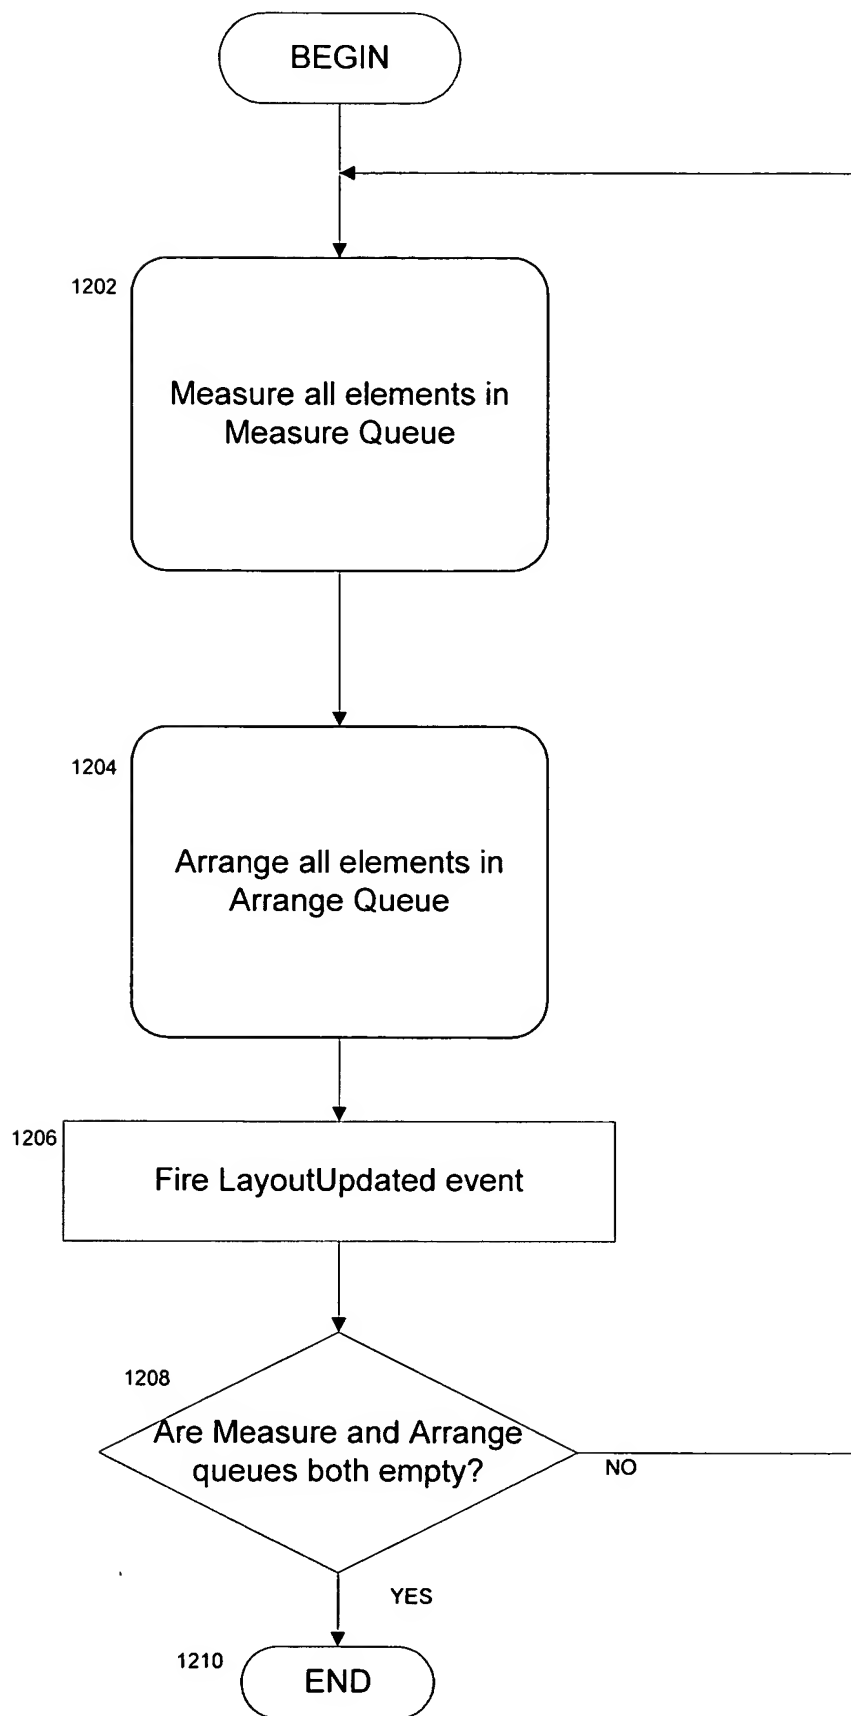 BEGIN
1202
Measure all elements in
Measure Queue
1204
Arrange all elements in
Arrange Queue
1206
Fire LayoutUpdated event
1208
Are Measure and Arrange
queues both empty?
NO
YES
1210
END